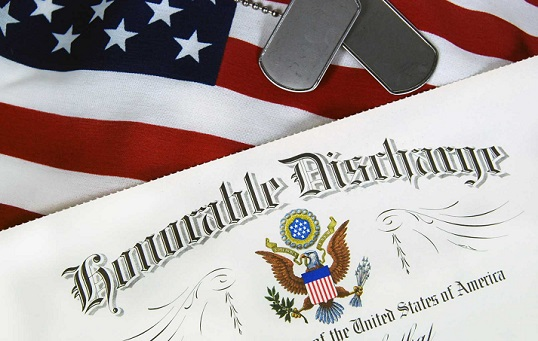 Honorable Discharge
of the United States of America